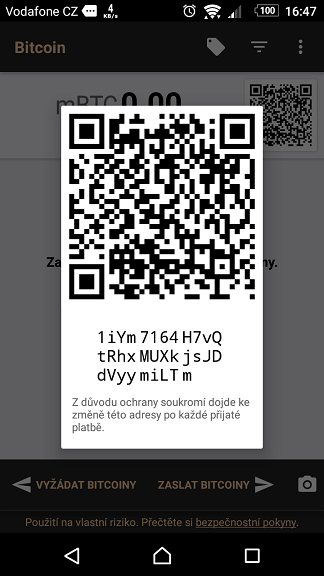 Vodafone CZ 4 KB/s 100 16:47
Bitcoin
mBTC 0.00
Za ny.
1iYm 7164 H7vQ
tRhx MUXk jsJD
dVyy miLT m
Z důvodu ochrany soukromí dojde ke
změně této adresy po každé přijaté
platbě.
VYŽÁDAT BITCOINY ZASLAT BITCOINY
Použití na vlastní riziko. Přečtěte si bezpečnostní pokyny.